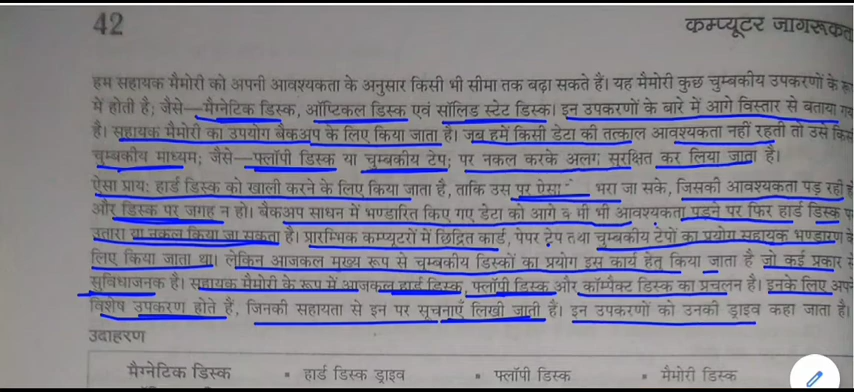 42
कम्प्यूटर जागरूकता
हम सहायक मैमोरी को अपनी आवश्यकता के अनुसार किसी भी सीमा तक बढ़ा सकते हैं। यह मैमोरी कुछ चुम्बकीय उपकरणों के
में होती है; जैसे—मैग्नेटिक डिस्क, ऑप्टिकल डिस्क एवं सॉलिड स्टेट डिस्क। इन उपकरणों के बारे में आगे विस्तार से बताया
है। सहायक मैमोरी का उपयोग बैकअप के लिए किया जाता है। जब हमें किसी डेटा की तत्काल आवश्यकता नहीं रहती तो उसे
चुम्बकीय माध्यम; जैसे—फ्लॉपी डिस्क या चुम्बकीय टेप; पर नकल करके अलग सुरक्षित कर लिया जाता है।
ऐसा प्राय: हार्ड डिस्क को खाली करने के लिए किया जाता है, ताकि उस पर ऐसा भरा जा सके, जिसकी आवश्यकता पड़ रही
और डिस्क पर जगह न हो। बैकअप साधन में भण्डारित किए गए डेटा को आगे भी आवश्यकता पड़ने पर फिर हार्ड डिस्क
उतारा या नकल किया जा सकता है। प्रारम्भिक कम्प्यूटरों में छिद्रित कार्ड, पेपर टेप तथा चुम्बकीय टेपों का प्रयोग सहायक भण्डारण
लिए किया जाता था। लेकिन आजकल मुख्य रूप से चुम्बकीय डिस्कों का प्रयोग इस कार्य हेतु किया जाता है जो कई प्रकार
सुविधाजनक है। सहायक मैमोरी के रूप में आजकल हार्ड डिस्क, फ्लॉपी डिस्क और कॉम्पैक्ट डिस्क का प्रचलन है। इनके लिए
विशेष उपकरण होते हैं, जिनकी सहायता से इन पर सूचनाएँ लिखी जाती हैं। इन उपकरणों को उनकी ड्राइव कहा जाता है।
उदाहरण
मैग्नेटिक डिस्क ▪ हार्ड डिस्क ड्राइव ▪ फ्लॉपी डिस्क ▪ मैमोरी डिस्क